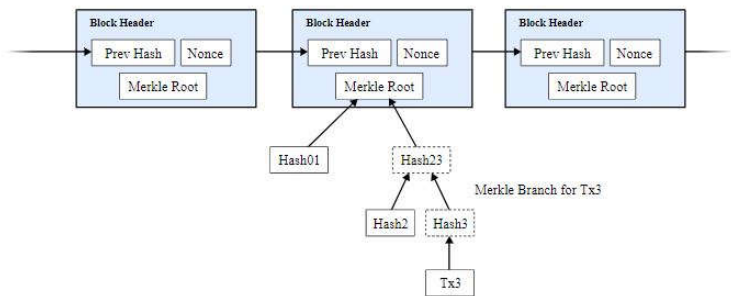 Block Header
Block Header
Block Header
Prev Hash
Nonce
Prev Hash
Nonce
Prev Hash
Nonce
Merkle Root
Merkle Root
Merkle Root
Hash01
Hash23
Merkle Branch for Tx3
Hash2
Hash3
Tx3